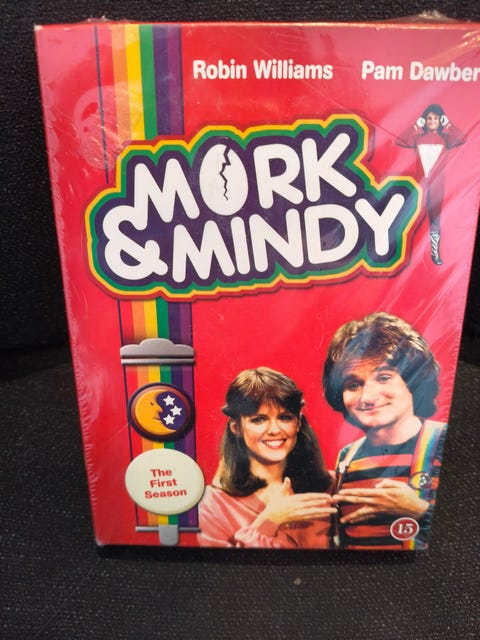 Robin Williams Pam Dawber
MORK
& MINDY
The
First
Season
15